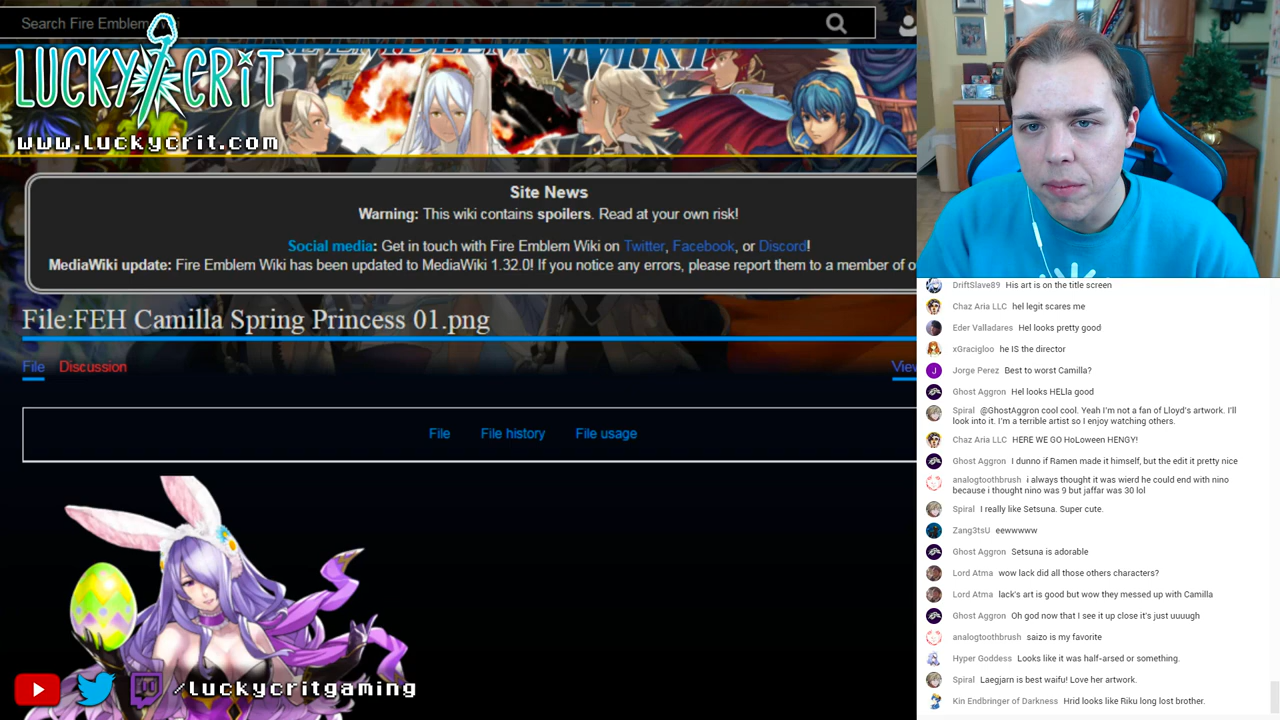 Search Fire Emblem
LUCKY CRIT
www.luckycrit.com
Site News
Warning: This wiki contains spoilers. Read at your own risk!
Social media: Get in touch with Fire Emblem Wiki on Twitter, Facebook, or Discord!
MediaWiki update: Fire Emblem Wiki has been updated to MediaWiki 1.32.0! If you notice any errors, please report them to a member of o
File:FEH Camilla Spring Princess 01.png
File Discussion View
File File history File usage
/luckycritgaming
DriftSlave89 His art is on the title screen
Chaz Aria LLC hel legit scares me
Eder Valladares Hel looks pretty good
xGracigloo he IS the director
J Jorge Perez Best to worst Camilla?
Ghost Aggron Hel looks HELla good
Spiral @GhostAggron cool cool. Yeah I'm not a fan of Lloyd's artwork. I'll
look into it. I'm a terrible artist so I enjoy watching others.
Chaz Aria LLC HERE WE GO HoLoween HENGY!
Ghost Aggron I dunno if Ramen made it himself, but the edit it pretty nice
analogtoothbrush i always thought it was wierd he could end with nino
because i thought nino was 9 but jaffar was 30 lol
Spiral I really like Setsuna. Super cute.
Zang3tsU eewwwww
Ghost Aggron Setsuna is adorable
Lord Atma wow lack did all those others characters?
Lord Atma lack's art is good but wow they messed up with Camilla
Ghost Aggron Oh god now that I see it up close it's just uuuugh
analogtoothbrush saizo is my favorite
Hyper Goddess Looks like it was half-arsed or something.
Spiral Laegjarn is best waifu! Love her artwork.
Kin Endbringer of Darkness Hrid looks like Riku long lost brother.